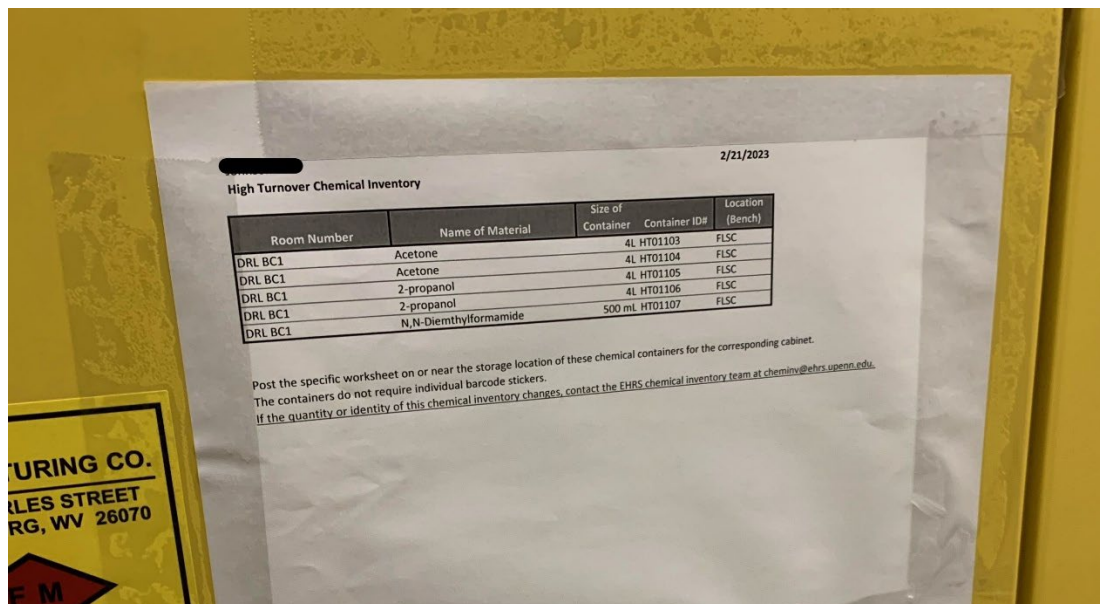 2/21/2023
High Turnover Chemical Inventory
Room Number Name of Material Size of Container Container ID# Location (Bench)
DRL BC1 Acetone 4L HT01103 FLSC
DRL BC1 Acetone 4L HT01104 FLSC
DRL BC1 2-propanol 4L HT01105 FLSC
DRL BC1 2-propanol 4L HT01106 FLSC
DRL BC1 N,N-Diemthylformamide 500 mL HT01107 FLSC
Post the specific worksheet on or near the storage location of these chemical containers for the corresponding cabinet.
The containers do not require individual barcode stickers.
If the quantity or identity of this chemical inventory changes, contact the EHRS chemical inventory team at cheminv@ehrs.upenn.edu.
TURING CO.
RLES STREET
RG, WV 26070
F M